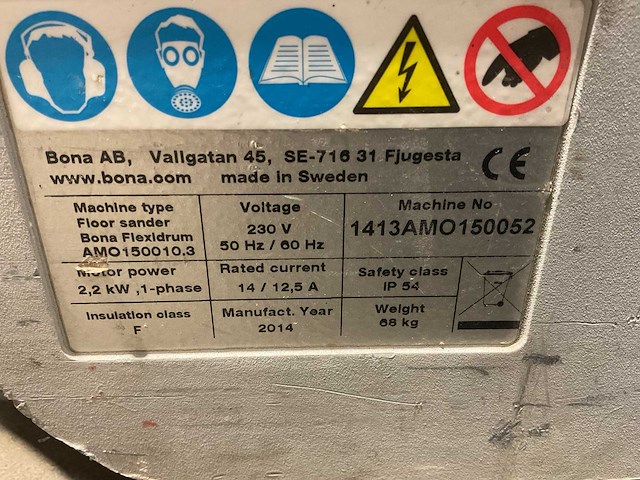 Bona AB, Vallgatan 45, SE-716 31 Fjugesta
www.bona.com made in Sweden
CE
Machine type
Floor sander
Bona Flexidrum
AMO150010.3
Voltage
230 V
50 Hz / 60 Hz
Machine No
1413AMO150052
Motor power
2,2 kW ,1-phase
Rated current
14 / 12,5 A
Safety class
IP 54
Insulation class
F
Manufact. Year
2014
Weight
68 kg